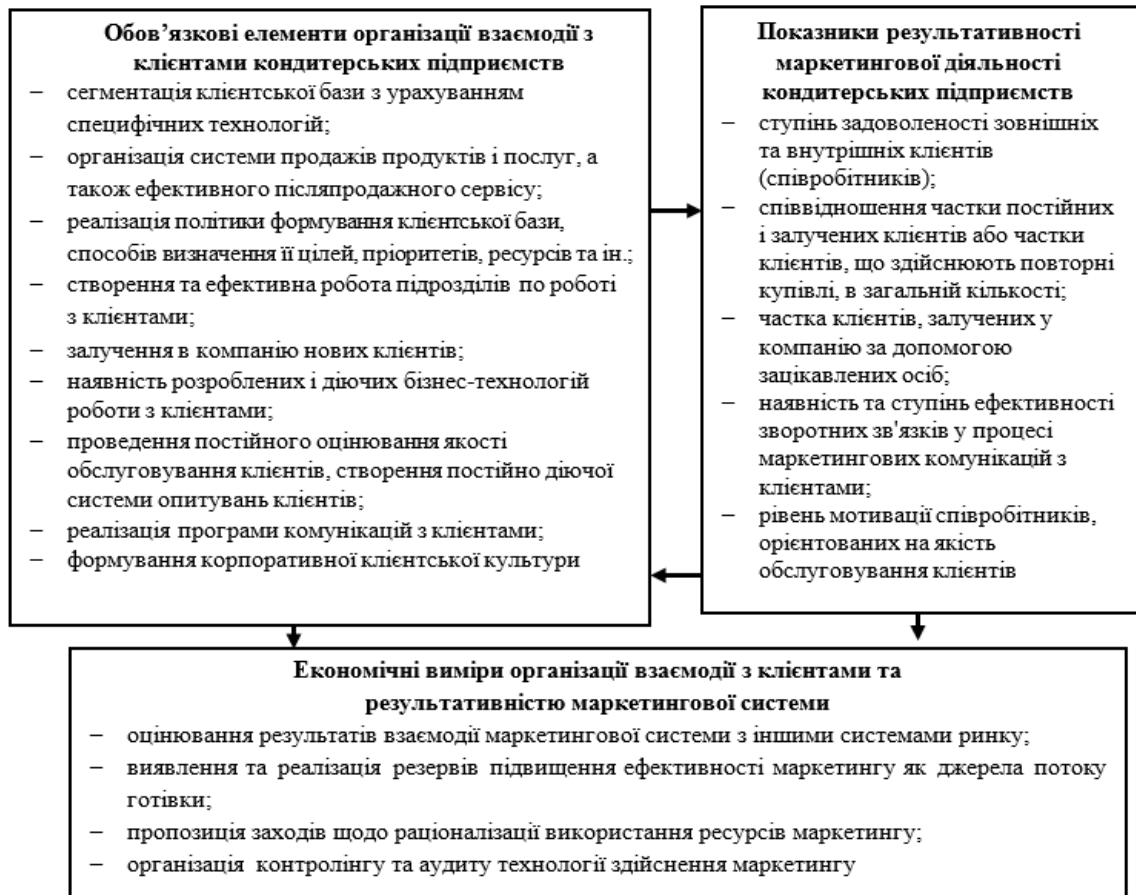 Обов’язкові елементи організації взаємодії з
клієнтами кондитерських підприємств
– сегментація клієнтської бази з урахуванням
специфічних технологій;
– організація системи продажів продуктів і послуг, а
також ефективного післяпродажного сервісу;
– реалізація політики формування клієнтської бази,
способів визначення її цілей, пріоритетів, ресурсів та ін.;
– створення та ефективна робота підрозділів по роботі
з клієнтами;
– залучення в компанію нових клієнтів;
– наявність розроблених і діючих бізнес-технологій
роботи з клієнтами;
– проведення постійного оцінювання якості
обслуговування клієнтів, створення постійно діючої
системи опитувань клієнтів;
– реалізація програми комунікацій з клієнтами;
– формування корпоративної клієнтської культури
Показники результативності
маркетингової діяльності
кондитерських підприємств
– ступінь задоволеності зовнішніх
та внутрішніх клієнтів
(співробітників);
– співвідношення частки постійних
і залучених клієнтів або частки
клієнтів, що здійснюють повторні
купівлі, в загальній кількості;
– частка клієнтів, залучених у
компанію за допомогою
зацікавлених осіб;
– наявність та ступінь ефективності
зворотних зв'язків у процесі
маркетингових комунікацій з
клієнтами;
– рівень мотивації співробітників,
орієнтованих на якість
обслуговування клієнтів
Економічні виміри організації взаємодії з клієнтами та
результативністю маркетингової системи
– оцінювання результатів взаємодії маркетингової системи з іншими системами ринку;
– виявлення та реалізація резервів підвищення ефективності маркетингу як джерела потоку
готівки;
– пропозиція заходів щодо раціоналізації використання ресурсів маркетингу;
– організація контролінгу та аудиту технології здійснення маркетингу